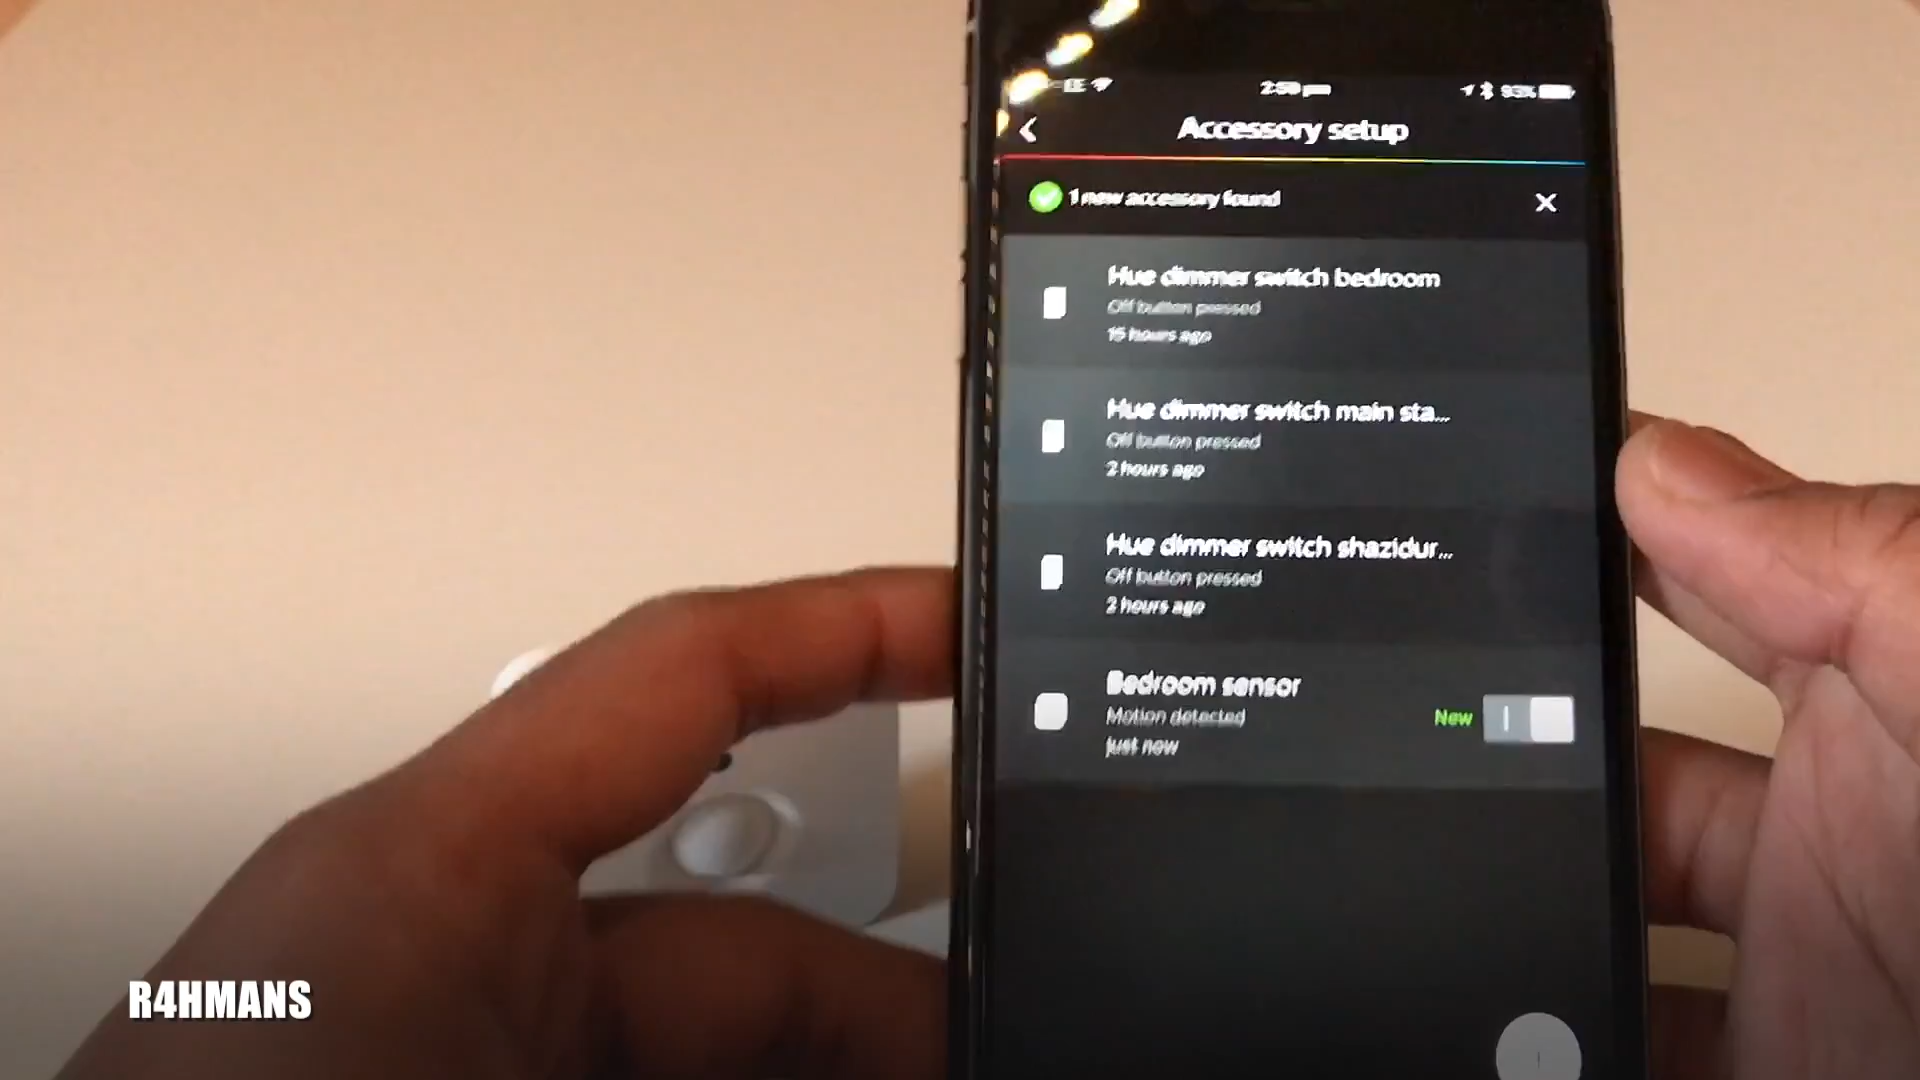 EE
93%
Accessory setup
1 new accessory found
Hue dimmer switch bedroom
Off button pressed
15 hours ago
Hue dimmer switch main sta...
Off button pressed
2 hours ago
Hue dimmer switch shazidur...
Off button pressed
2 hours ago
Bedroom sensor
Motion detected
New
just now
R4HMANS